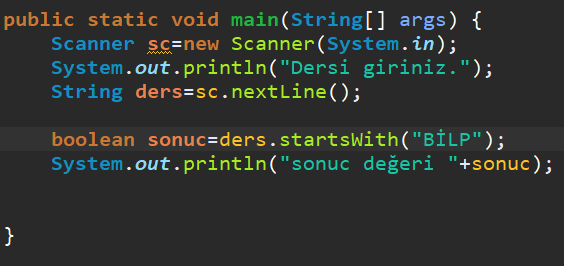 public static void main(String[] args) {
Scanner sc=new Scanner(System.in);
System.out.println("Dersi giriniz.");
String ders=sc.nextLine();
boolean sonuc=ders.startsWith("BİLP");
System.out.println("sonuc değeri "+sonuc);
}